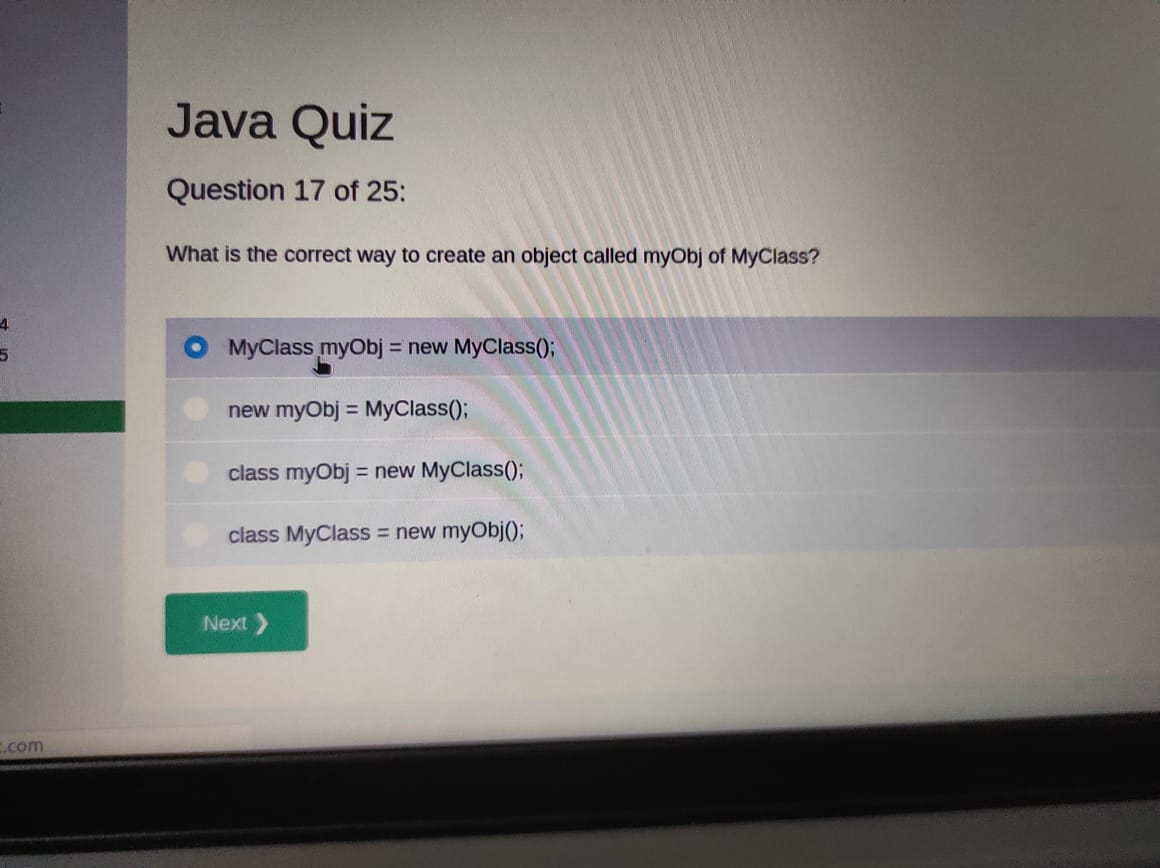 Java Quiz
Question 17 of 25:
What is the correct way to create an object called myObj of MyClass?
4
5
MyClass myObj = new MyClass();
new myObj = MyClass();
class myObj = new MyClass();
class MyClass = new myObj();
Next ❯
.com